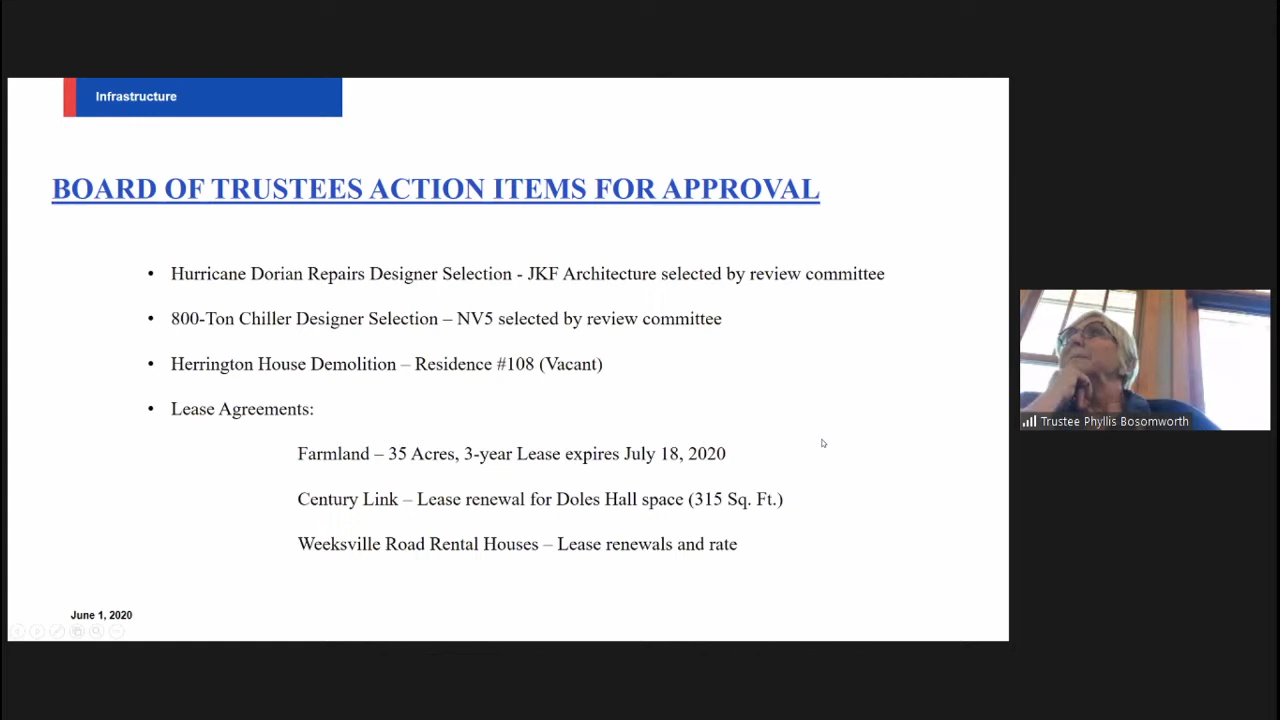 Infrastructure
BOARD OF TRUSTEES ACTION ITEMS FOR APPROVAL
• Hurricane Dorian Repairs Designer Selection - JKF Architecture selected by review committee
• 800-Ton Chiller Designer Selection – NV5 selected by review committee
• Herrington House Demolition – Residence #108 (Vacant)
• Lease Agreements:
Farmland – 35 Acres, 3-year Lease expires July 18, 2020
Century Link – Lease renewal for Doles Hall space (315 Sq. Ft.)
Weeksville Road Rental Houses – Lease renewals and rate
June 1, 2020
Trustee Phyllis Bosomworth